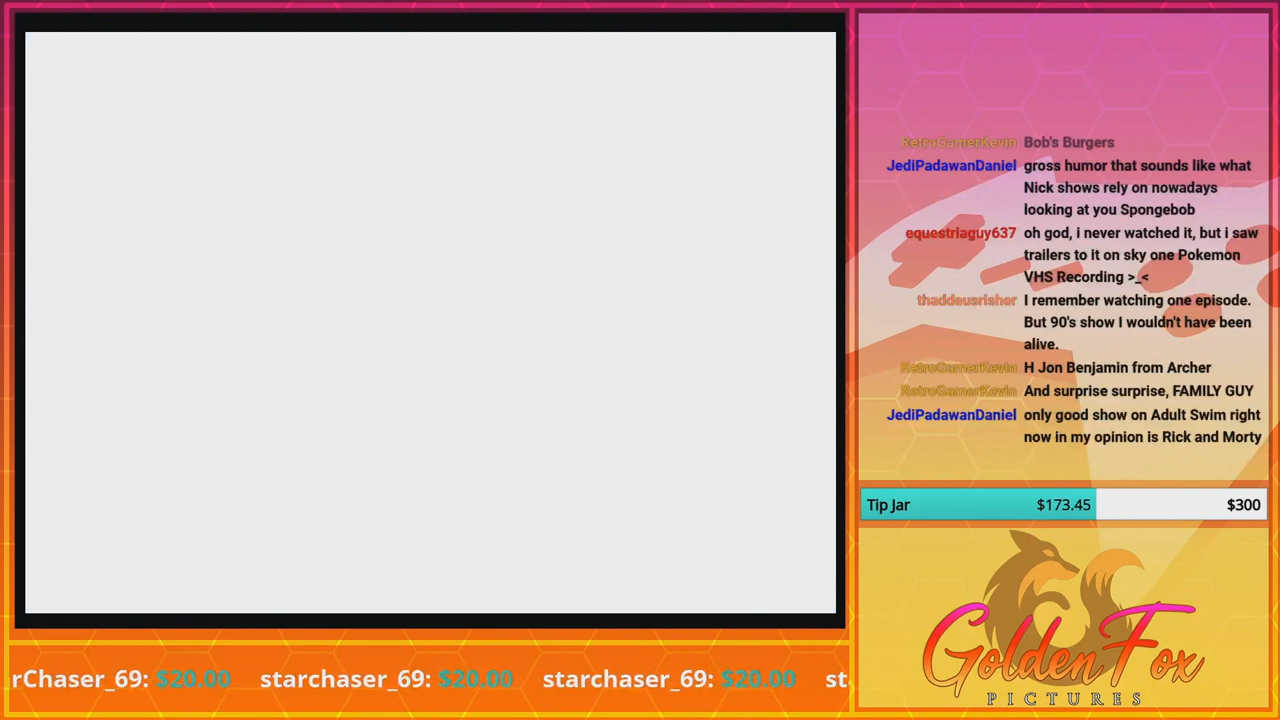 RetroGamerKevin Bob's Burgers
JediPadawanDaniel gross humor that sounds like what
Nick shows rely on nowadays
looking at you Spongebob
equestriaguy637 oh god, i never watched it, but i saw
trailers to it on sky one Pokemon
VHS Recording >_<
thaddeusrisher I remember watching one episode.
But 90's show I wouldn't have been
alive.
RetroGamerKevin H Jon Benjamin from Archer
RetroGamerKevin And surprise surprise, FAMILY GUY
JediPadawanDaniel only good show on Adult Swim right
now in my opinion is Rick and Morty
Tip Jar $173.45 $300
GoldenFox
PICTURES
rChaser_69: $20.00 starchaser_69: $20.00 starchaser_69: $20.00 st